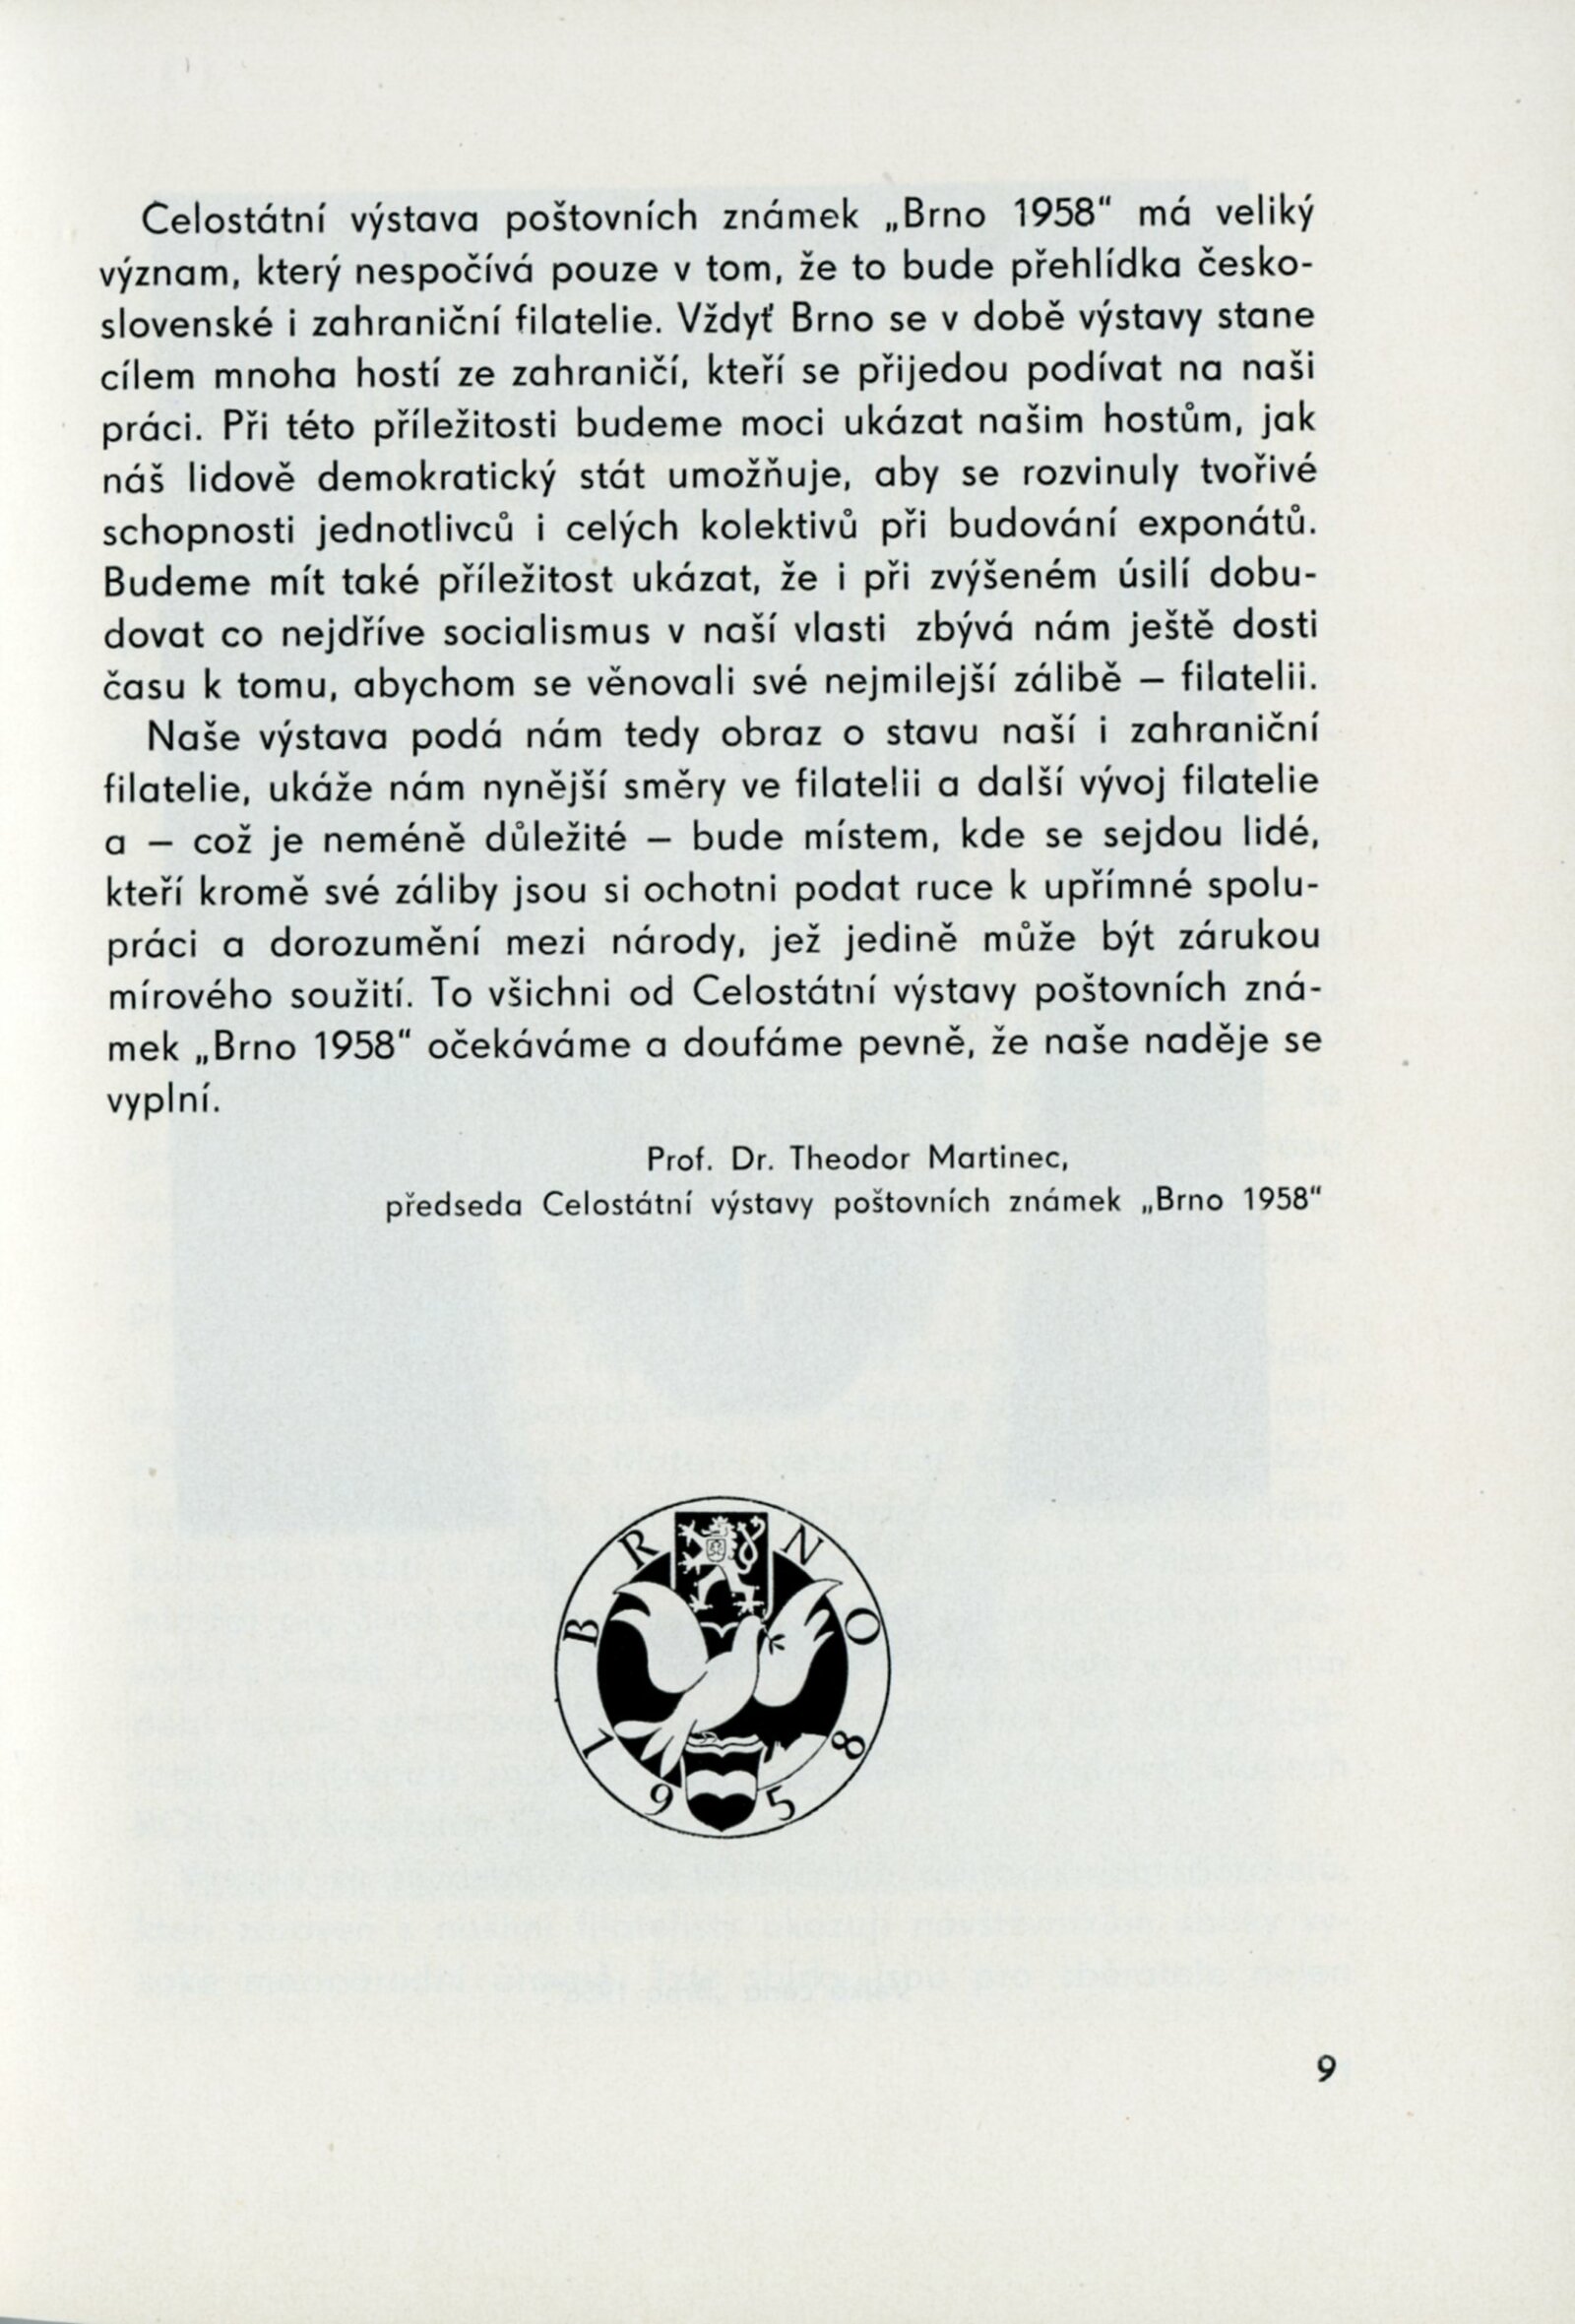 Celostátní výstava poštovních známek „Brno 1958“ má veliký
význam, který nespočívá pouze v tom, že to bude přehlídka česko-
slovenské i zahraniční filatelie. Vždyť Brno se v době výstavy stane
cílem mnoha hostí ze zahraničí, kteří se přijedou podívat na naši
práci. Při této příležitosti budeme moci ukázat našim hostům, jak
náš lidově demokratický stát umožňuje, aby se rozvinuly tvořivé
schopnosti jednotlivců i celých kolektivů při budování exponátů.
Budeme mít také příležitost ukázat, že i při zvýšeném úsilí dobu-
dovat co nejdříve socialismus v naší vlasti zbývá nám ještě dosti
času k tomu, abychom se věnovali své nejmilejší zálibě – filatelii.
Naše výstava podá nám tedy obraz o stavu naší i zahraniční
filatelie, ukáže nám nynější směry ve filatelii a další vývoj filatelie
a – což je neméně důležité – bude místem, kde se sejdou lidé,
kteří kromě své záliby jsou si ochotni podat ruce k upřímné spolu-
práci a dorozumění mezi národy, jež jedině může být zárukou
mírového soužití. To všichni od Celostátní výstavy poštovních zná-
mek „Brno 1958“ očekáváme a doufáme pevně, že naše naděje se
vyplní.
Prof. Dr. Theodor Martinec,
předseda Celostátní výstavy poštovních známek „Brno 1958“
BRNO
1958
9